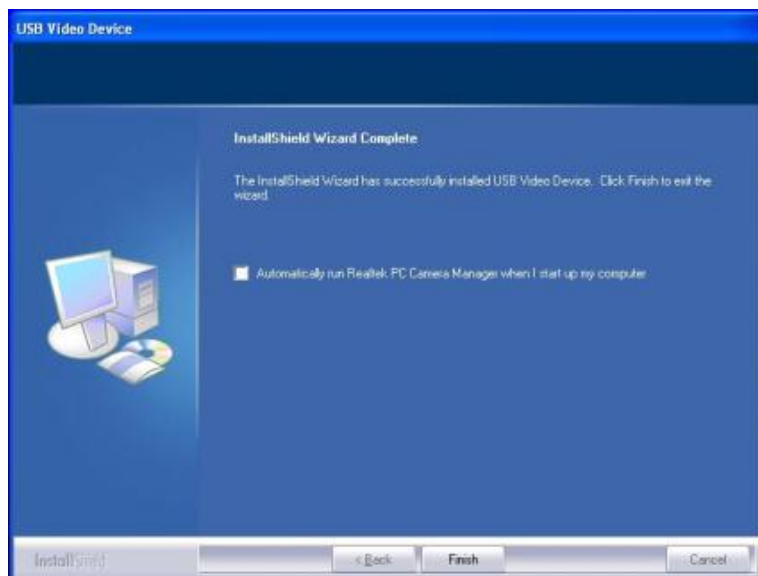 USB Video Device
InstallShield Wizard Complete
The InstallShield Wizard has successfully installed USB Video Device. Click Finish to exit the
wizard.
Automatically run Realtek PC Camera Manager when I start up my computer
InstallShield
< Back
Finish
Cancel